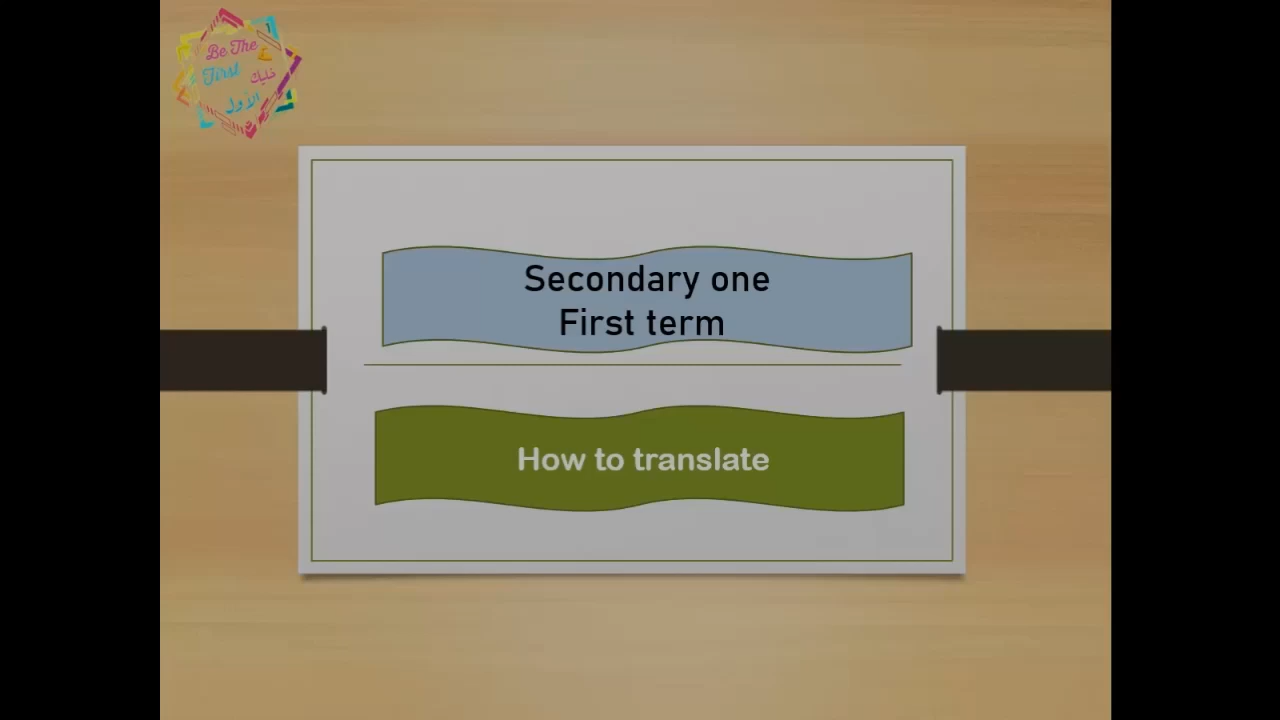 Be The
First
خليك
الأول
Secondary one
First term
How to translate